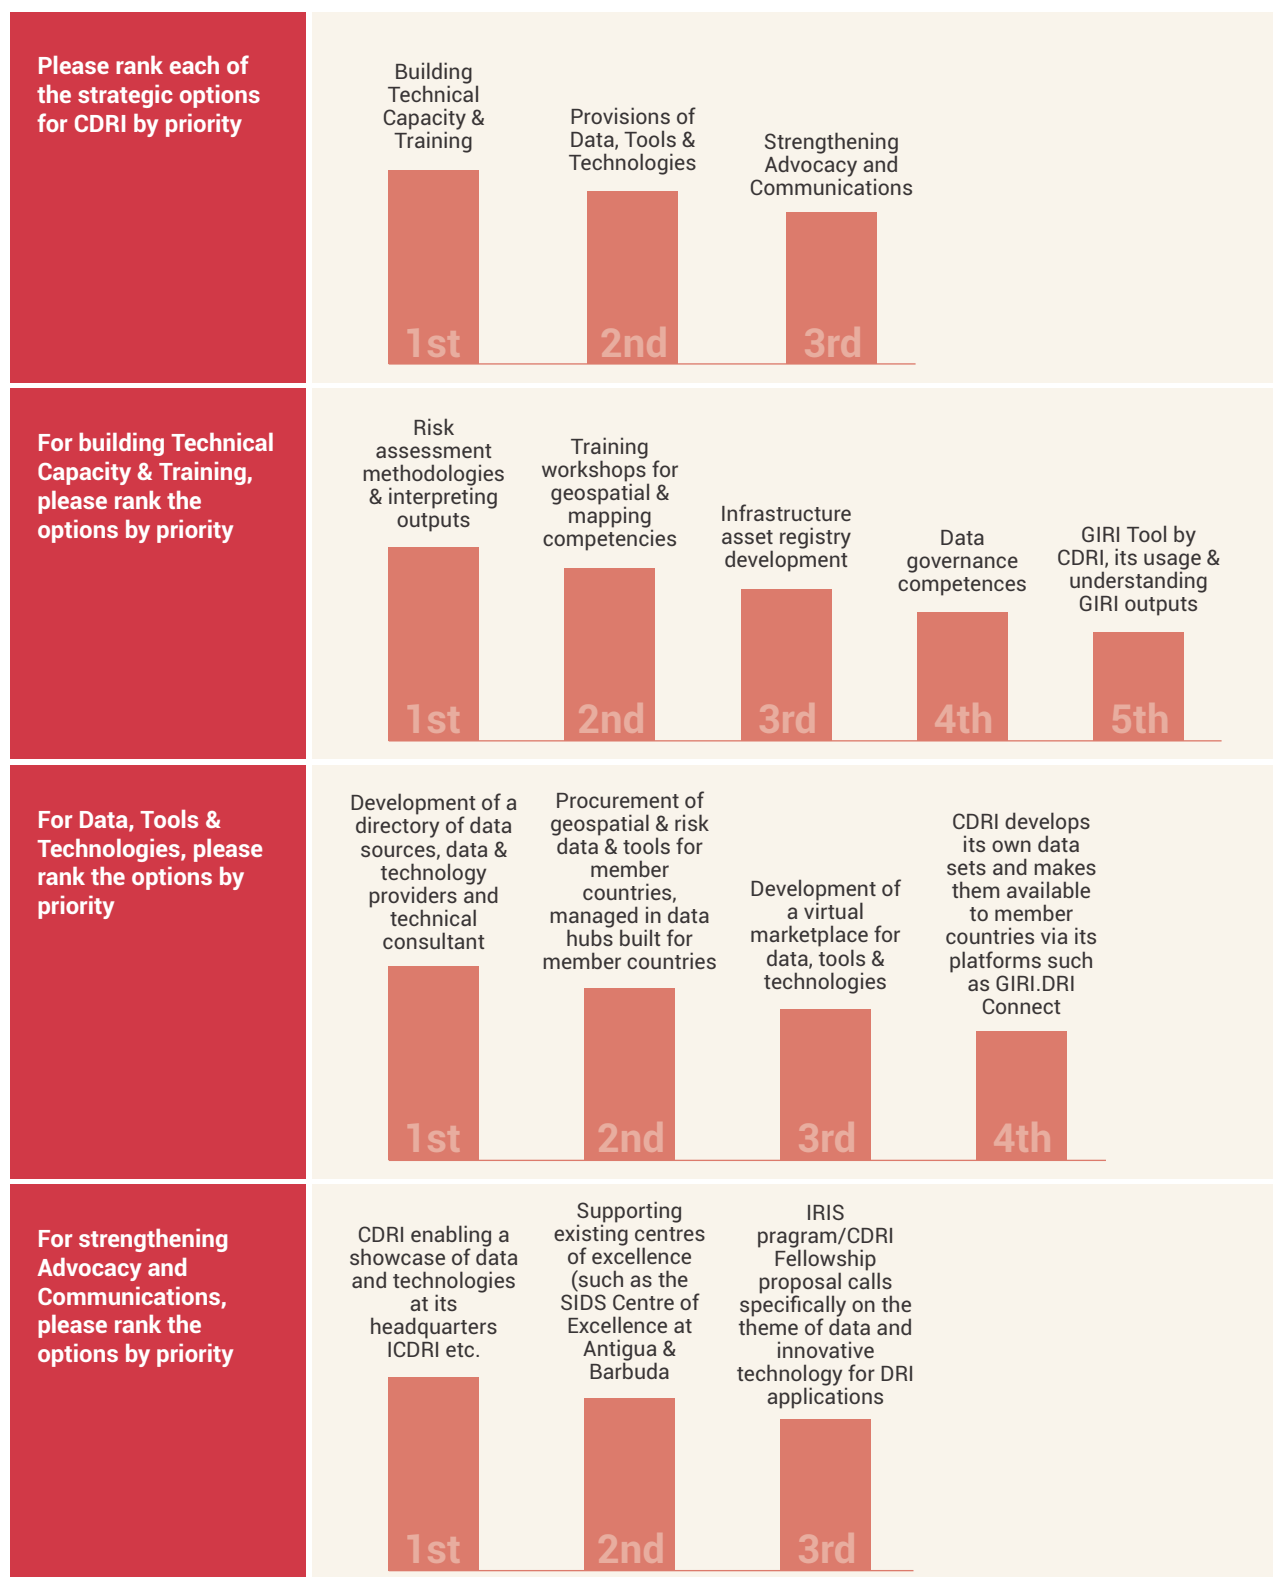 Please rank each of
the strategic options
for CDRI by priority
Building
Technical
Capacity &
Training
Provisions of
Data, Tools &
Technologies
Strengthening
Advocacy and
Communications
1st
2nd
3rd
For building Technical
Capacity & Training,
please rank the
options by priority
Risk
assessment
methodologies
& interpreting
outputs
Training
workshops for
geospatial &
mapping
competencies
Infrastructure
asset registry
development
Data
governance
competences
GIRI Tool by
CDRI, its usage &
understanding
GIRI outputs
1st
2nd
3rd
4th
5th
For Data, Tools &
Technologies, please
rank the options by
priority
Development of a
directory of data
sources, data &
technology
providers and
technical
consultant
Procurement of
geospatial & risk
data & tools for
member
countries,
managed in data
hubs built for
member countries
Development of
a virtual
marketplace for
data, tools &
technologies
CDRI develops
its own data
sets and makes
them available
to member
countries via its
platforms such
as GIRI.DRI
Connect
1st
2nd
3rd
4th
For strengthening
Advocacy and
Communications,
please rank the
options by priority
CDRI enabling a
showcase of data
and technologies
at its
headquarters
ICDRI etc.
Supporting
existing centres
of excellence
(such as the
SIDS Centre of
Excellence at
Antigua &
Barbuda
IRIS
pragram/CDRI
Fellowship
proposal calls
specifically on the
theme of data and
innovative
technology for DRI
applications
1st
2nd
3rd